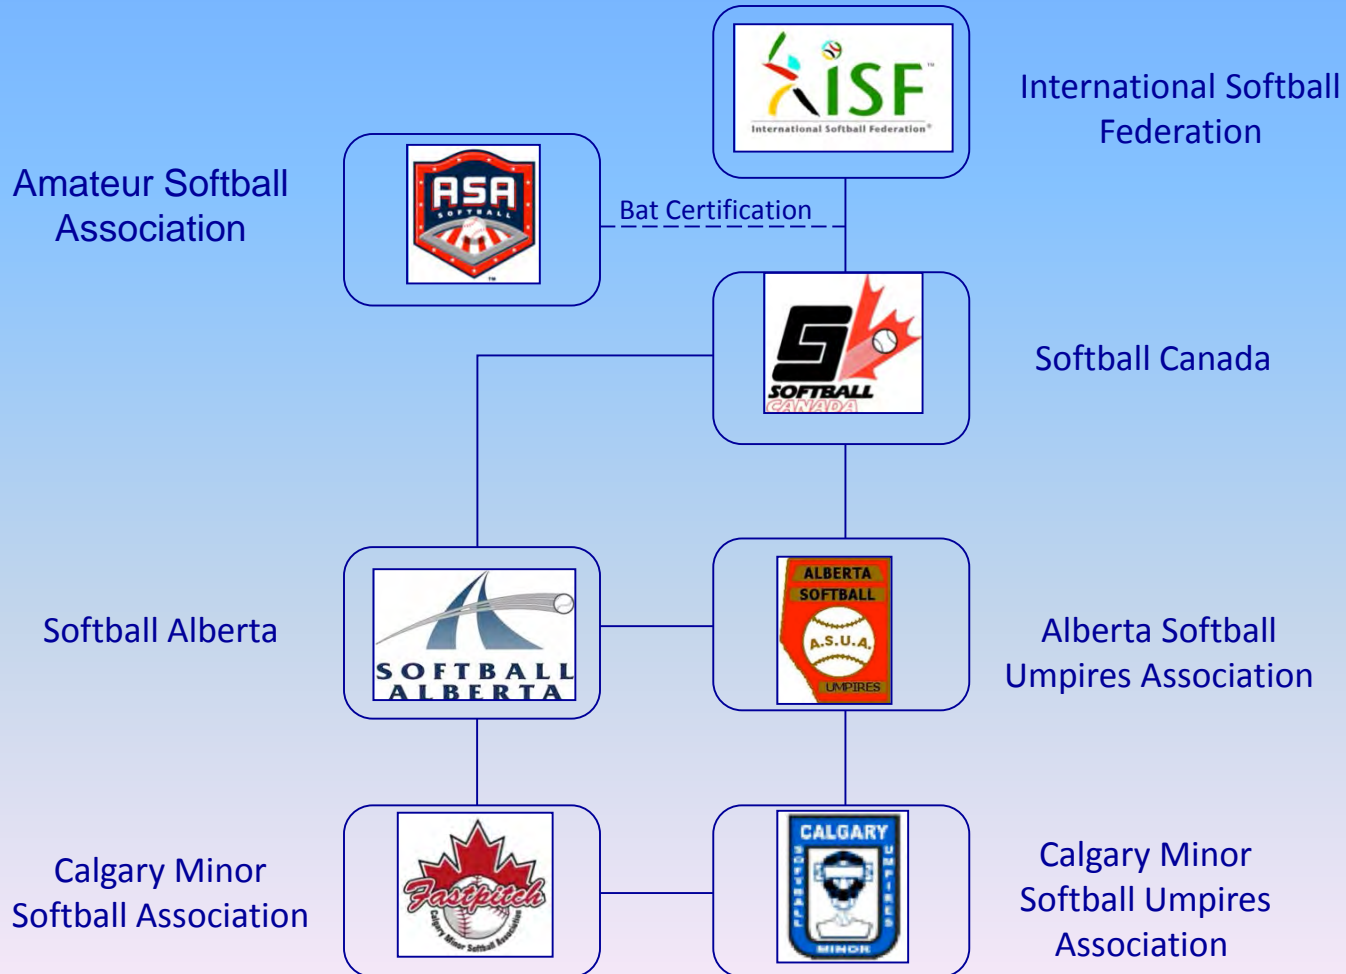 ISF™
International Softball Federation®
International Softball
Federation
Amateur Softball
Association
ASA
SOFTBALL
™
Bat Certification
SOFTBALL
CANADA
Softball Canada
Softball Alberta
SOFTBALL
ALBERTA
ALBERTA
SOFTBALL
A.S.U.A.
UMPIRES
Alberta Softball
Umpires Association
Calgary Minor
Softball Association
Fastpitch
Calgary Minor Softball Association
CALGARY
SOFTBALL
UMPIRES
MINOR
Calgary Minor
Softball Umpires
Association